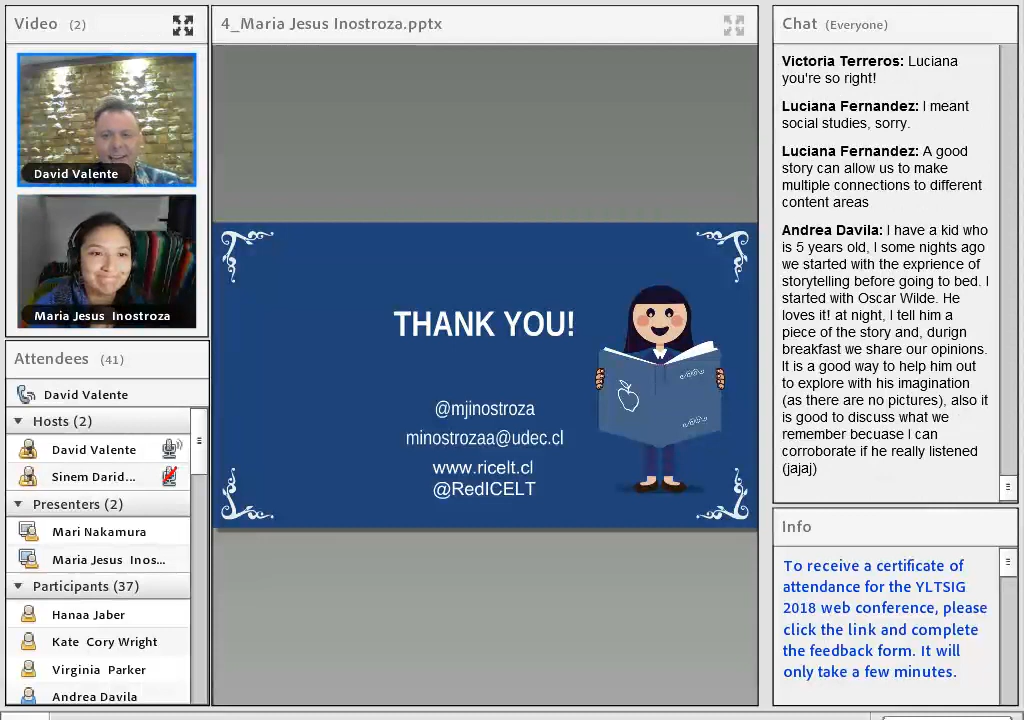 Video (2)
David Valente
Maria Jesus Inostroza
Attendees (41)
David Valente
Hosts (2)
David Valente
Sinem Darid...
Presenters (2)
Mari Nakamura
Maria Jesus Inos...
Participants (37)
Hanaa Jaber
Kate Cory Wright
Virginia Parker
Andrea Davila
4_Maria Jesus Inostroza.pptx
THANK YOU!
@mjinostroza
minostrozaa@udec.cl
www.ricelt.cl
@RedICELT
Chat (Everyone)
Victoria Terreros: Luciana
you're so right!
Luciana Fernandez: I meant
social studies, sorry.
Luciana Fernandez: A good
story can allow us to make
multiple connections to different
content areas
Andrea Davila: I have a kid who
is 5 years old, I some nights ago
we started with the exprience of
storytelling before going to bed. I
started with Oscar Wilde. He
loves it! at night, I tell him a
piece of the story and, durign
breakfast we share our opinions.
It is a good way to help him out
to explore with his imagination
(as there are no pictures), also it
is good to discuss what we
remember becuase I can
corroborate if he really listened
(jajaj)
Info
To receive a certificate of
attendance for the YLTSIG
2018 web conference, please
click the link and complete
the feedback form. It will
only take a few minutes.